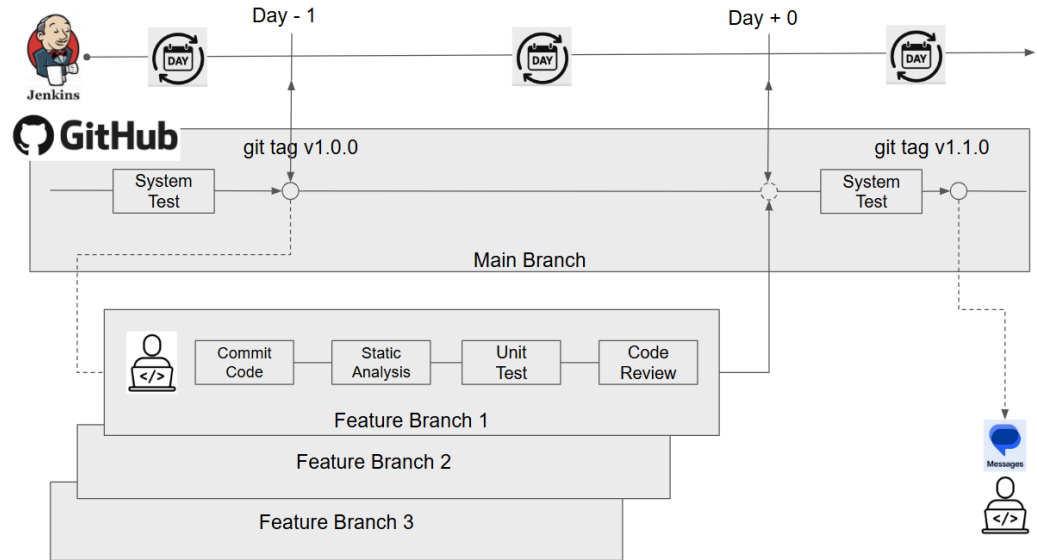 Day - 1
Day + 0
DAY
DAY
DAY
Jenkins
GitHub
git tag v1.0.0
git tag v1.1.0
System
Test
System
Test
Main Branch
</>
Commit
Code
Static
Analysis
Unit
Test
Code
Review
Feature Branch 1
Feature Branch 2
Feature Branch 3
Messages
</>